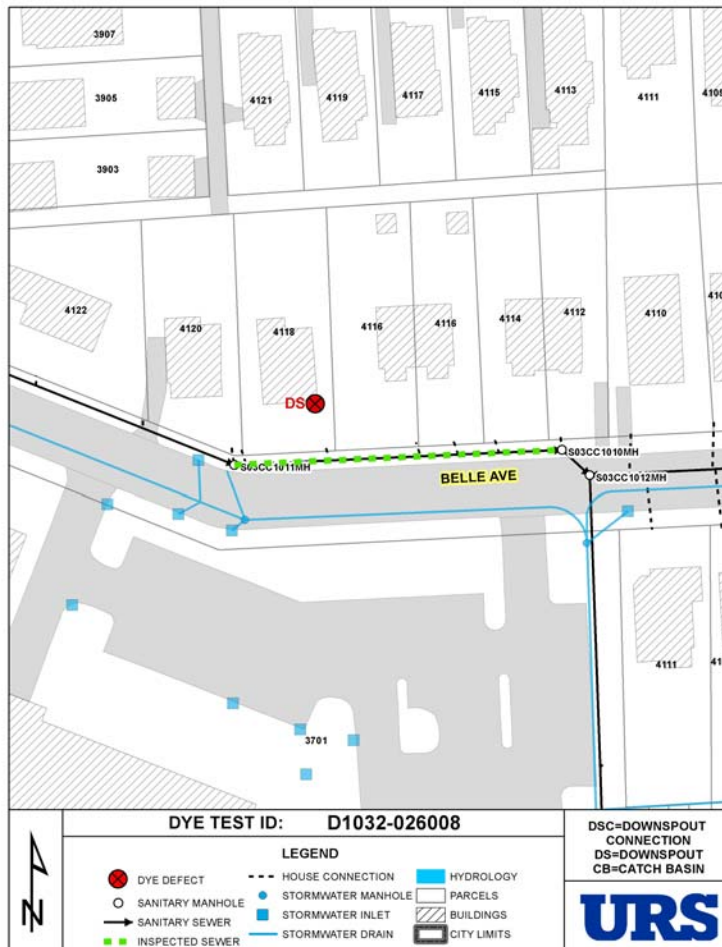 3907
3905
3903
4121
4119
4117
4115
4113
4111
4109
4122
4120
4118
4116
4116
4114
4112
4110
DS
S03CC1011MH
S03CC1010MH
BELLE AVE
S03CC1012MH
4111
3701
DYE TEST ID: D1032-026008
DSC=DOWNSPOUT
CONNECTION
DS=DOWNSPOUT
CB=CATCH BASIN
N
LEGEND
DYE DEFECT
SANITARY MANHOLE
SANITARY SEWER
INSPECTED SEWER
HOUSE CONNECTION
STORMWATER MANHOLE
STORMWATER INLET
STORMWATER DRAIN
HYDROLOGY
PARCELS
BUILDINGS
CITY LIMITS
URS